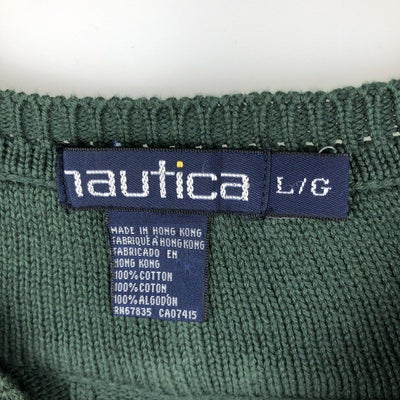 nautica L/G
MADE IN HONG KONG
FABRIQUÉ À HONG KONG
FABRICADO EN
HONG KONG
100% COTTON
100% COTON
100% ALGODON
RN67835 CA07415